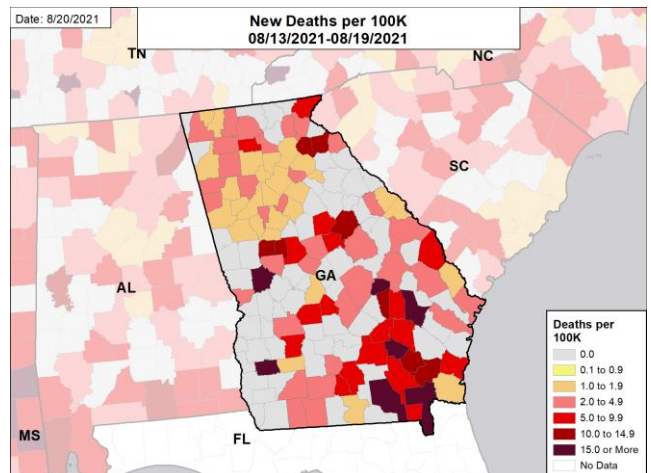 Date: 8/20/2021
New Deaths per 100K
08/13/2021-08/19/2021
TN
NC
SC
AL
GA
MS
FL
Deaths per
100K
0.0
0.1 to 0.9
1.0 to 1.9
2.0 to 4.9
5.0 to 9.9
10.0 to 14.9
15.0 or More
No Data